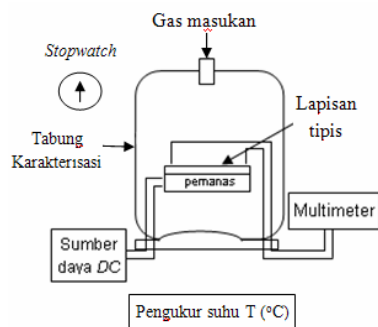 Gas masukan
Stopwatch
Lapisan
tipis
Tabung
Karakterisasi
pemanas
Multimeter
Sumber
daya DC
Pengukur suhu T (°C)